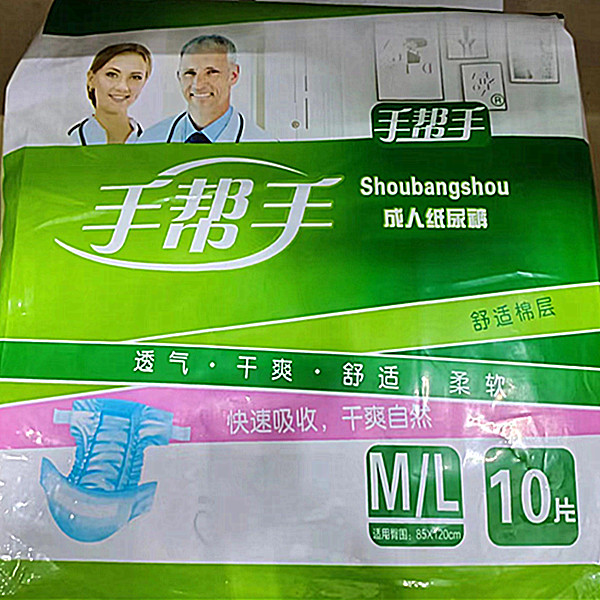 ®
手帮手
手帮手
Shoubangshou
成人纸尿裤
舒适棉层
透气·干爽·舒适 柔软
快速吸收，干爽自然
M/L
适用臀围：85X120cm
10片